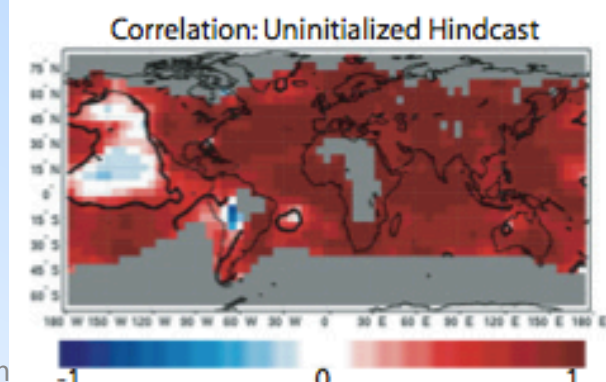 Correlation: Uninitialized Hindcast
75° N
60° N
45° N
30° N
15° N
0°
15° S
30° S
45° S
60° S
180 W 150 W 120 W 90 W 60 W 30 W 0 30 E 60 E 90 E 120 E 150 E 180 E
n
-1 0 1